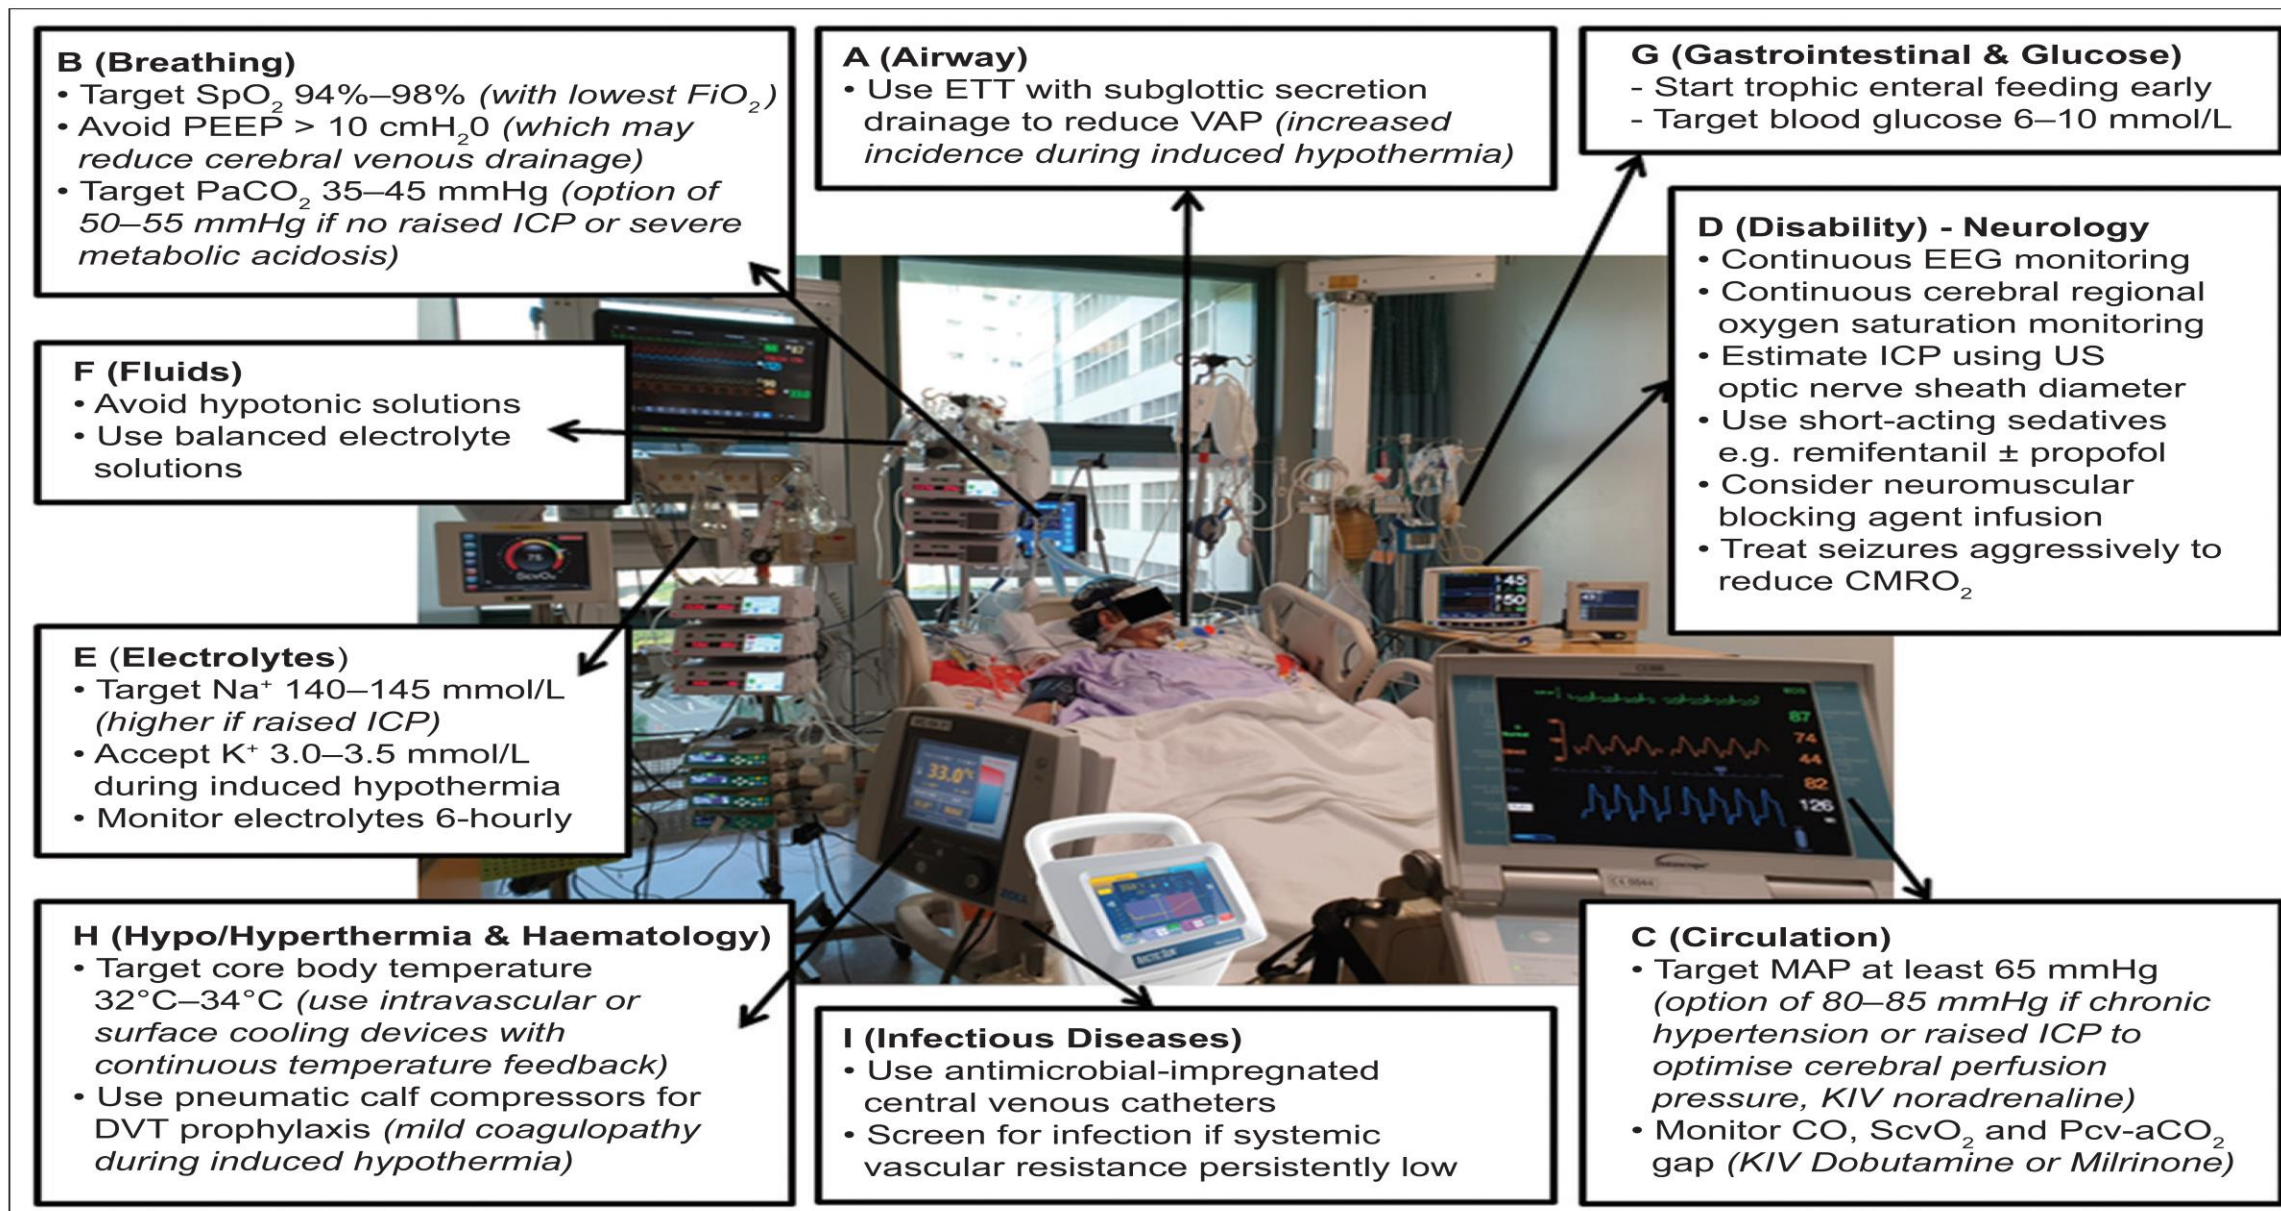 B (Breathing)
• Target SpO₂ 94%–98% (with lowest FiO₂)
• Avoid PEEP > 10 cmH₂0 (which may
reduce cerebral venous drainage)
• Target PaCO₂ 35–45 mmHg (option of
50–55 mmHg if no raised ICP or severe
metabolic acidosis)
A (Airway)
• Use ETT with subglottic secretion
drainage to reduce VAP (increased
incidence during induced hypothermia)
G (Gastrointestinal & Glucose)
- Start trophic enteral feeding early
- Target blood glucose 6–10 mmol/L
D (Disability) - Neurology
• Continuous EEG monitoring
• Continuous cerebral regional
oxygen saturation monitoring
• Estimate ICP using US
optic nerve sheath diameter
• Use short-acting sedatives
e.g. remifentanil ± propofol
• Consider neuromuscular
blocking agent infusion
• Treat seizures aggressively to
reduce CMRO₂
F (Fluids)
• Avoid hypotonic solutions
• Use balanced electrolyte
solutions
75
ScvO₂
45
50
E (Electrolytes)
• Target Na⁺ 140–145 mmol/L
(higher if raised ICP)
• Accept K⁺ 3.0–3.5 mmol/L
during induced hypothermia
• Monitor electrolytes 6-hourly
33.0°C
ZOLL
87
74
44
82
126
H (Hypo/Hyperthermia & Haematology)
• Target core body temperature
32°C–34°C (use intravascular or
surface cooling devices with
continuous temperature feedback)
• Use pneumatic calf compressors for
DVT prophylaxis (mild coagulopathy
during induced hypothermia)
ARCTIC SUN
I (Infectious Diseases)
• Use antimicrobial-impregnated
central venous catheters
• Screen for infection if systemic
vascular resistance persistently low
C (Circulation)
• Target MAP at least 65 mmHg
(option of 80–85 mmHg if chronic
hypertension or raised ICP to
optimise cerebral perfusion
pressure, KIV noradrenaline)
• Monitor CO, ScvO₂ and Pcv-aCO₂
gap (KIV Dobutamine or Milrinone)